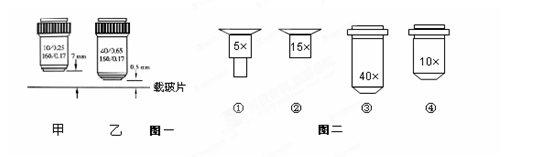 10/0.25
160/0.17
7 mm
40/0.65
160/0.17
0.5 mm
载玻片
甲 乙 图一
5×
15×
40×
10×
① ② ③ ④
图二